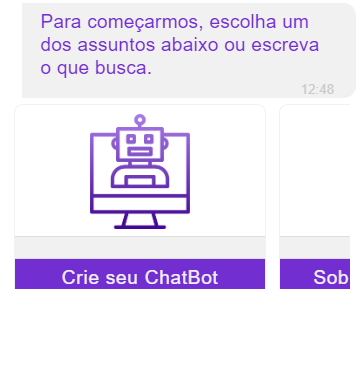 Para começarmos, escolha um
dos assuntos abaixo ou escreva
o que busca.
12:48
Crie seu ChatBot
Sob